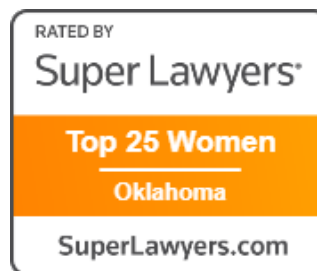 RATED BY
Super Lawyers®
Top 25 Women
Oklahoma
SuperLawyers.com